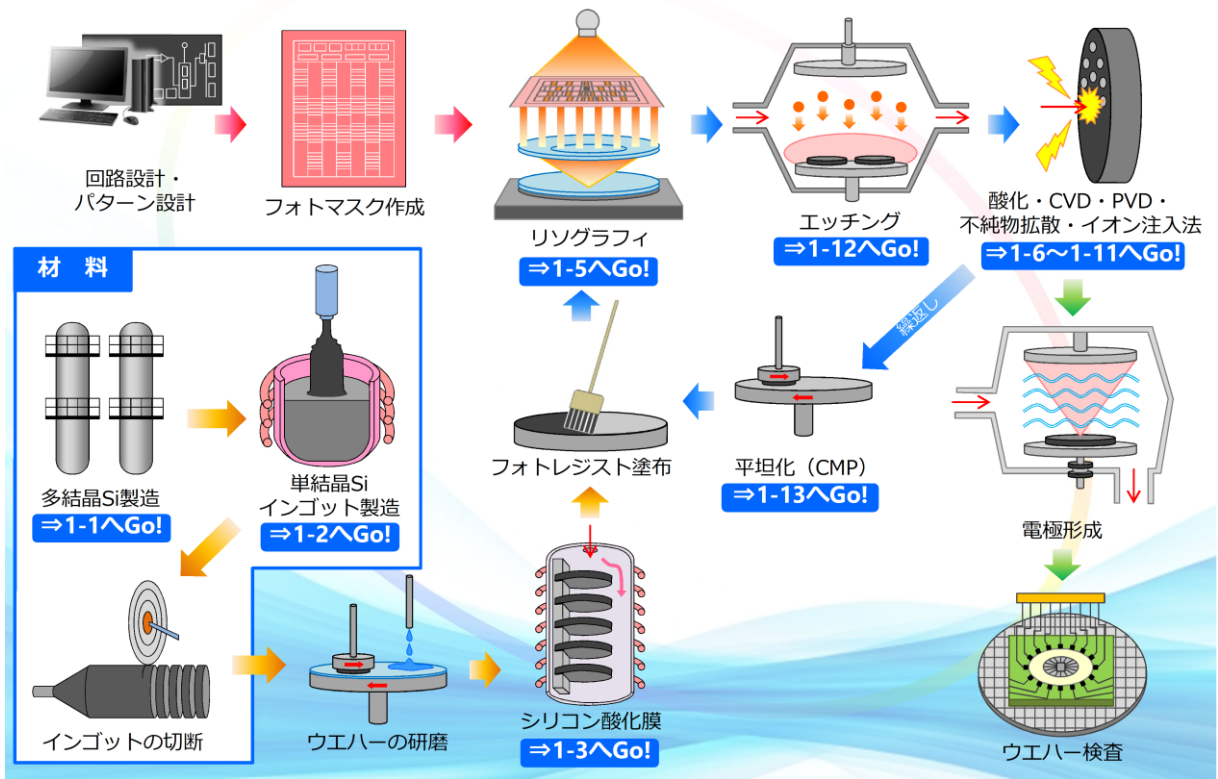 回路設計・
パターン設計
フォトマスク作成
リソグラフィ
⇒1-5へGo!
エッチング
⇒1-12へGo!
酸化・CVD・PVD・
不純物拡散・イオン注入法
⇒1-6〜1-11へGo!
材 料
多結晶Si製造
⇒1-1へGo!
単結晶Si
インゴット製造
⇒1-2へGo!
フォトレジスト塗布
繰返し
平坦化（CMP）
⇒1-13へGo!
電極形成
インゴットの切断
ウエハーの研磨
シリコン酸化膜
⇒1-3へGo!
ウエハー検査